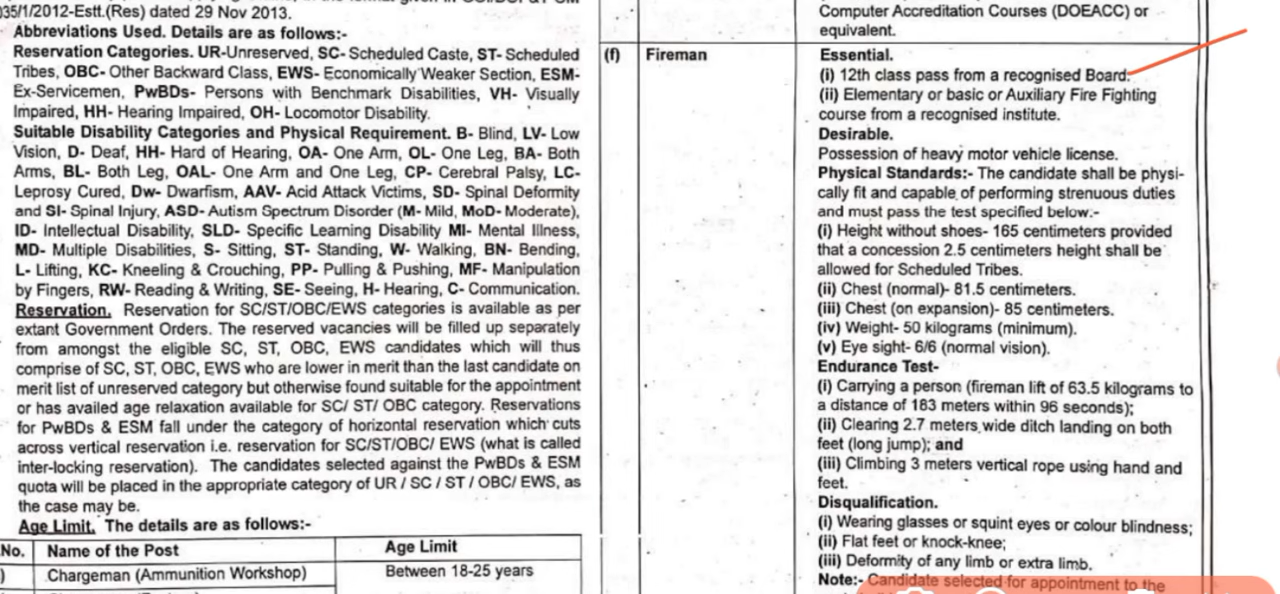 035/1/2012-Estt.(Res) dated 29 Nov 2013.
Abbreviations Used. Details are as follows:-
Reservation Categories. UR-Unreserved, SC- Scheduled Caste, ST- Scheduled
Tribes, OBC- Other Backward Class, EWS- Economically Weaker Section, ESM-
Ex-Servicemen, PwBDs- Persons with Benchmark Disabilities, VH- Visually
Impaired, HH- Hearing Impaired, OH- Locomotor Disability.
Suitable Disability Categories and Physical Requirement. B- Blind, LV- Low
Vision, D- Deaf, HH- Hard of Hearing, OA- One Arm, OL- One Leg, BA- Both
Arms, BL- Both Leg, OAL- One Arm and One Leg, CP- Cerebral Palsy, LC-
Leprosy Cured, Dw- Dwarfism, AAV- Acid Attack Victims, SD- Spinal Deformity
and SI- Spinal Injury, ASD- Autism Spectrum Disorder (M- Mild, MoD- Moderate),
ID- Intellectual Disability, SLD- Specific Learning Disability MI- Mental Illness,
MD- Multiple Disabilities, S- Sitting, ST- Standing, W- Walking, BN- Bending,
L- Lifting, KC- Kneeling & Crouching, PP- Pulling & Pushing, MF- Manipulation
by Fingers, RW- Reading & Writing, SE- Seeing, H- Hearing, C- Communication.
Reservation. Reservation for SC/ST/OBC/EWS categories is available as per
extant Government Orders. The reserved vacancies will be filled up separately
from amongst the eligible SC, ST, OBC, EWS candidates which will thus
comprise of SC, ST, OBC, EWS who are lower in merit than the last candidate on
merit list of unreserved category but otherwise found suitable for the appointment
or has availed age relaxation available for SC/ ST/ OBC category. Reservations
for PwBDs & ESM fall under the category of horizontal reservation which cuts
across vertical reservation i.e. reservation for SC/ST/OBC/ EWS (what is called
inter-locking reservation). The candidates selected against the PwBDs & ESM
quota will be placed in the appropriate category of UR / SC / ST / OBC/ EWS, as
the case may be.
Age Limit. The details are as follows:-
No. Name of the Post Age Limit
) Chargeman (Ammunition Workshop) Between 18-25 years
Computer Accreditation Courses (DOEACC) or
equivalent.
(f) Fireman Essential.
(i) 12th class pass from a recognised Board.
(ii) Elementary or basic or Auxiliary Fire Fighting
course from a recognised institute.
Desirable.
Possession of heavy motor vehicle license.
Physical Standards:- The candidate shall be physi-
cally fit and capable of performing strenuous duties
and must pass the test specified below:-
(i) Height without shoes- 165 centimeters provided
that a concession 2.5 centimeters height shall be
allowed for Scheduled Tribes.
(ii) Chest (normal)- 81.5 centimeters.
(iii) Chest (on expansion)- 85 centimeters.
(iv) Weight- 50 kilograms (minimum).
(v) Eye sight- 6/6 (normal vision).
Endurance Test-
(i) Carrying a person (fireman lift of 63.5 kilograms to
a distance of 183 meters within 96 seconds);
(ii) Clearing 2.7 meters wide ditch landing on both
feet (long jump); and
(iii) Climbing 3 meters vertical rope using hand and
feet.
Disqualification.
(i) Wearing glasses or squint eyes or colour blindness;
(ii) Flat feet or knock-knee;
(iii) Deformity of any limb or extra limb.
Note:- Candidate selected for appointment to the